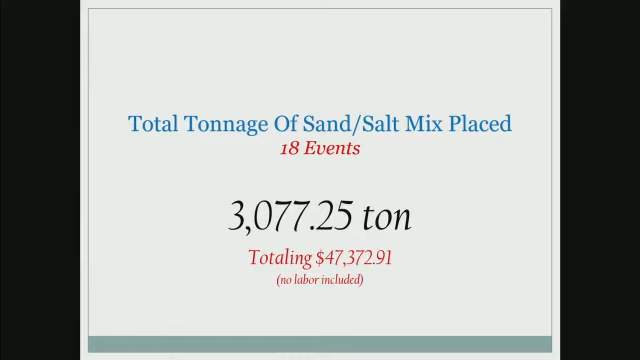 Total Tonnage Of Sand/Salt Mix Placed
18 Events
3,077.25 ton
Totaling $47,372.91
(no labor included)